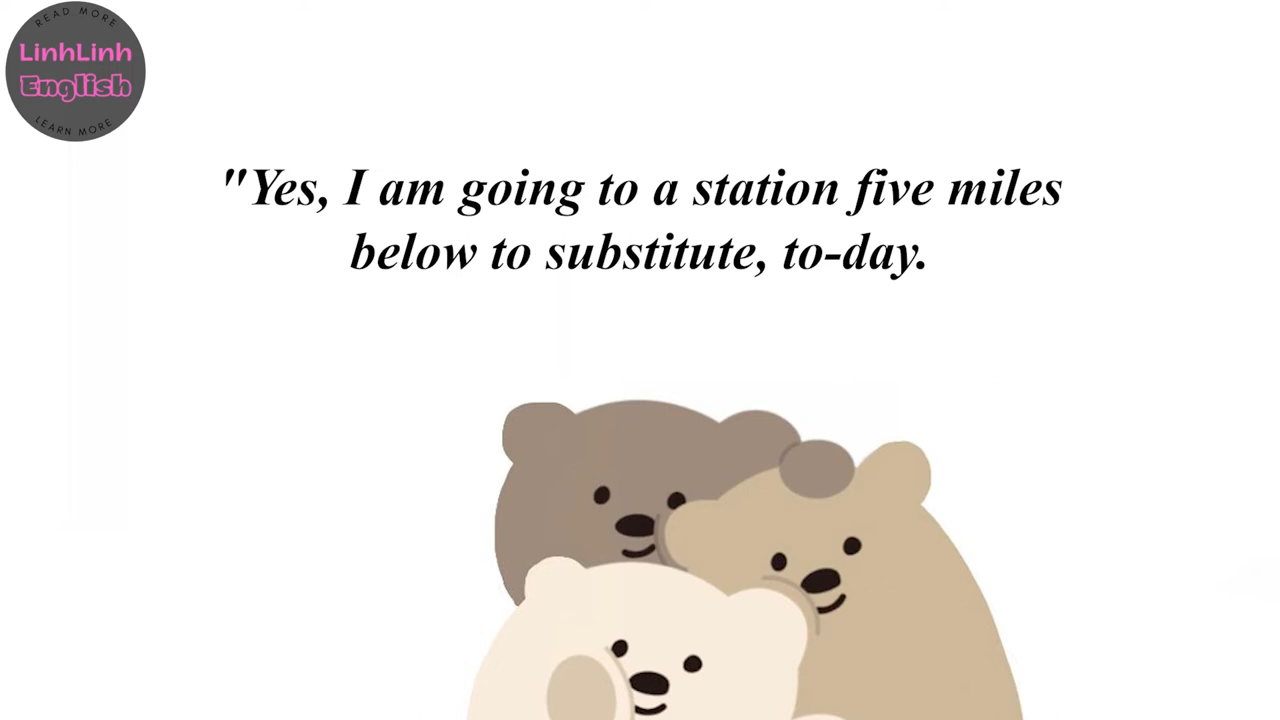 READ MORE
LinhLinh
English
LEARN MORE
"Yes, I am going to a station five miles
below to substitute, to-day.